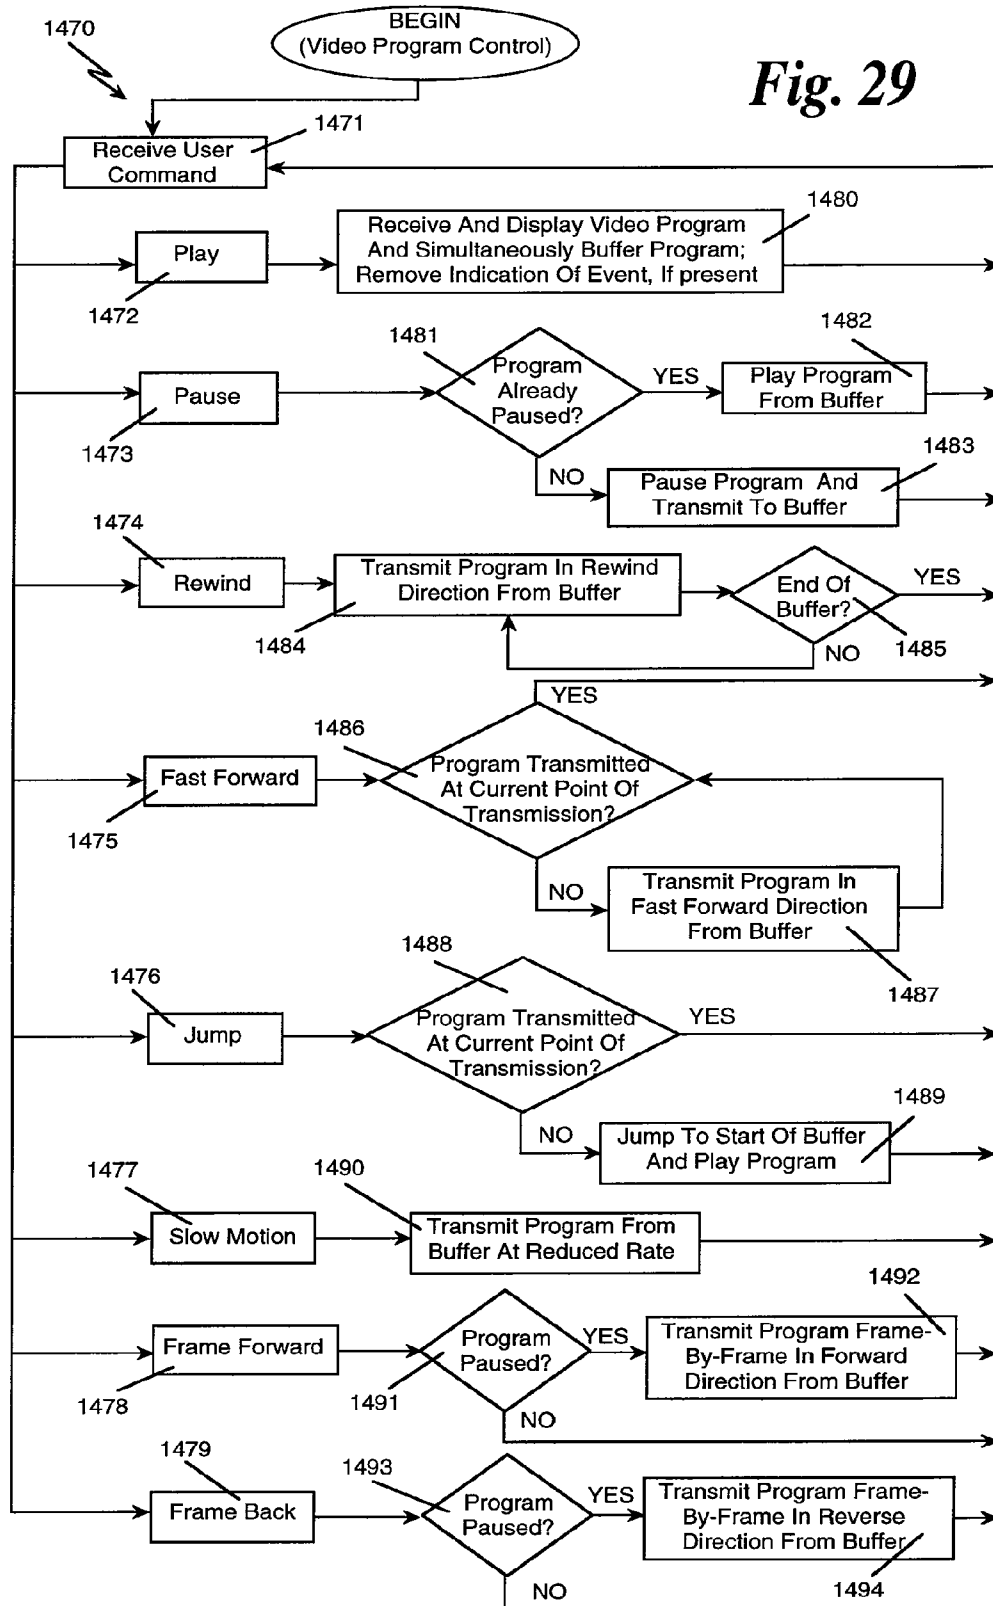 BEGIN
(Video Program Control)
1470
Fig. 29
1471
Receive User
Command
1480
Play
Receive And Display Video Program
And Simultaneously Buffer Program;
Remove Indication Of Event, If present
1472
1481
1482
Pause
Program
Already
Paused?
YES
Play Program
From Buffer
1473
NO
1483
Pause Program And
Transmit To Buffer
1474
Rewind
Transmit Program In Rewind
Direction From Buffer
End Of
Buffer?
YES
1484
1485
NO
YES
1486
Fast Forward
Program Transmitted
At Current Point Of
Transmission?
1475
NO
Transmit Program In
Fast Forward Direction
From Buffer
1487
1488
1476
Jump
Program Transmitted
At Current Point Of
Transmission?
YES
1489
NO
Jump To Start Of Buffer
And Play Program
1477
1490
Slow Motion
Transmit Program From
Buffer At Reduced Rate
1492
Frame Forward
Program
Paused?
YES
Transmit Program Frame-
By-Frame In Forward
Direction From Buffer
1478
1491
NO
1479
1493
Frame Back
Program
Paused?
YES
Transmit Program Frame-
By-Frame In Reverse
Direction From Buffer
NO
1494